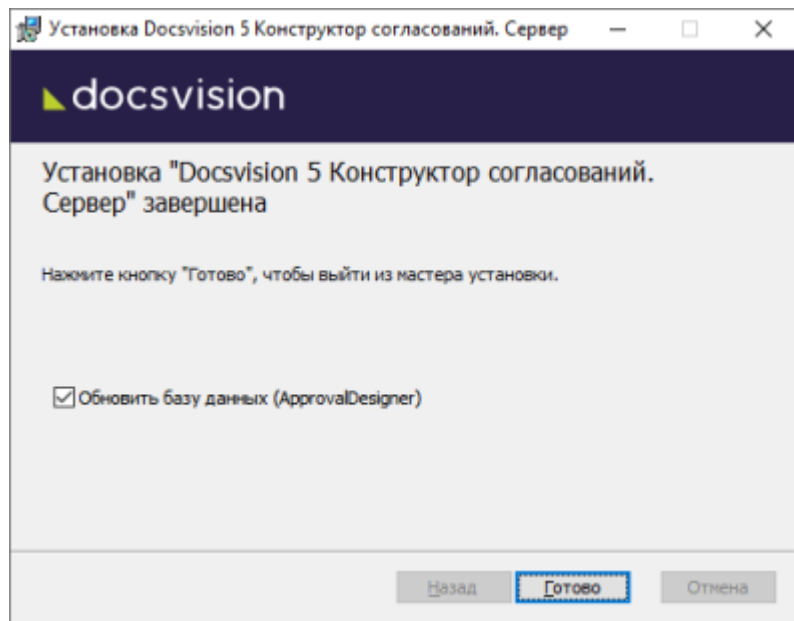 Установка Docsvision 5 Конструктор согласований. Сервер
docsvision
Установка "Docsvision 5 Конструктор согласований.
Сервер" завершена
Нажмите кнопку "Готово", чтобы выйти из мастера установки.
Обновить базу данных (ApprovalDesigner)
Назад Готово Отмена